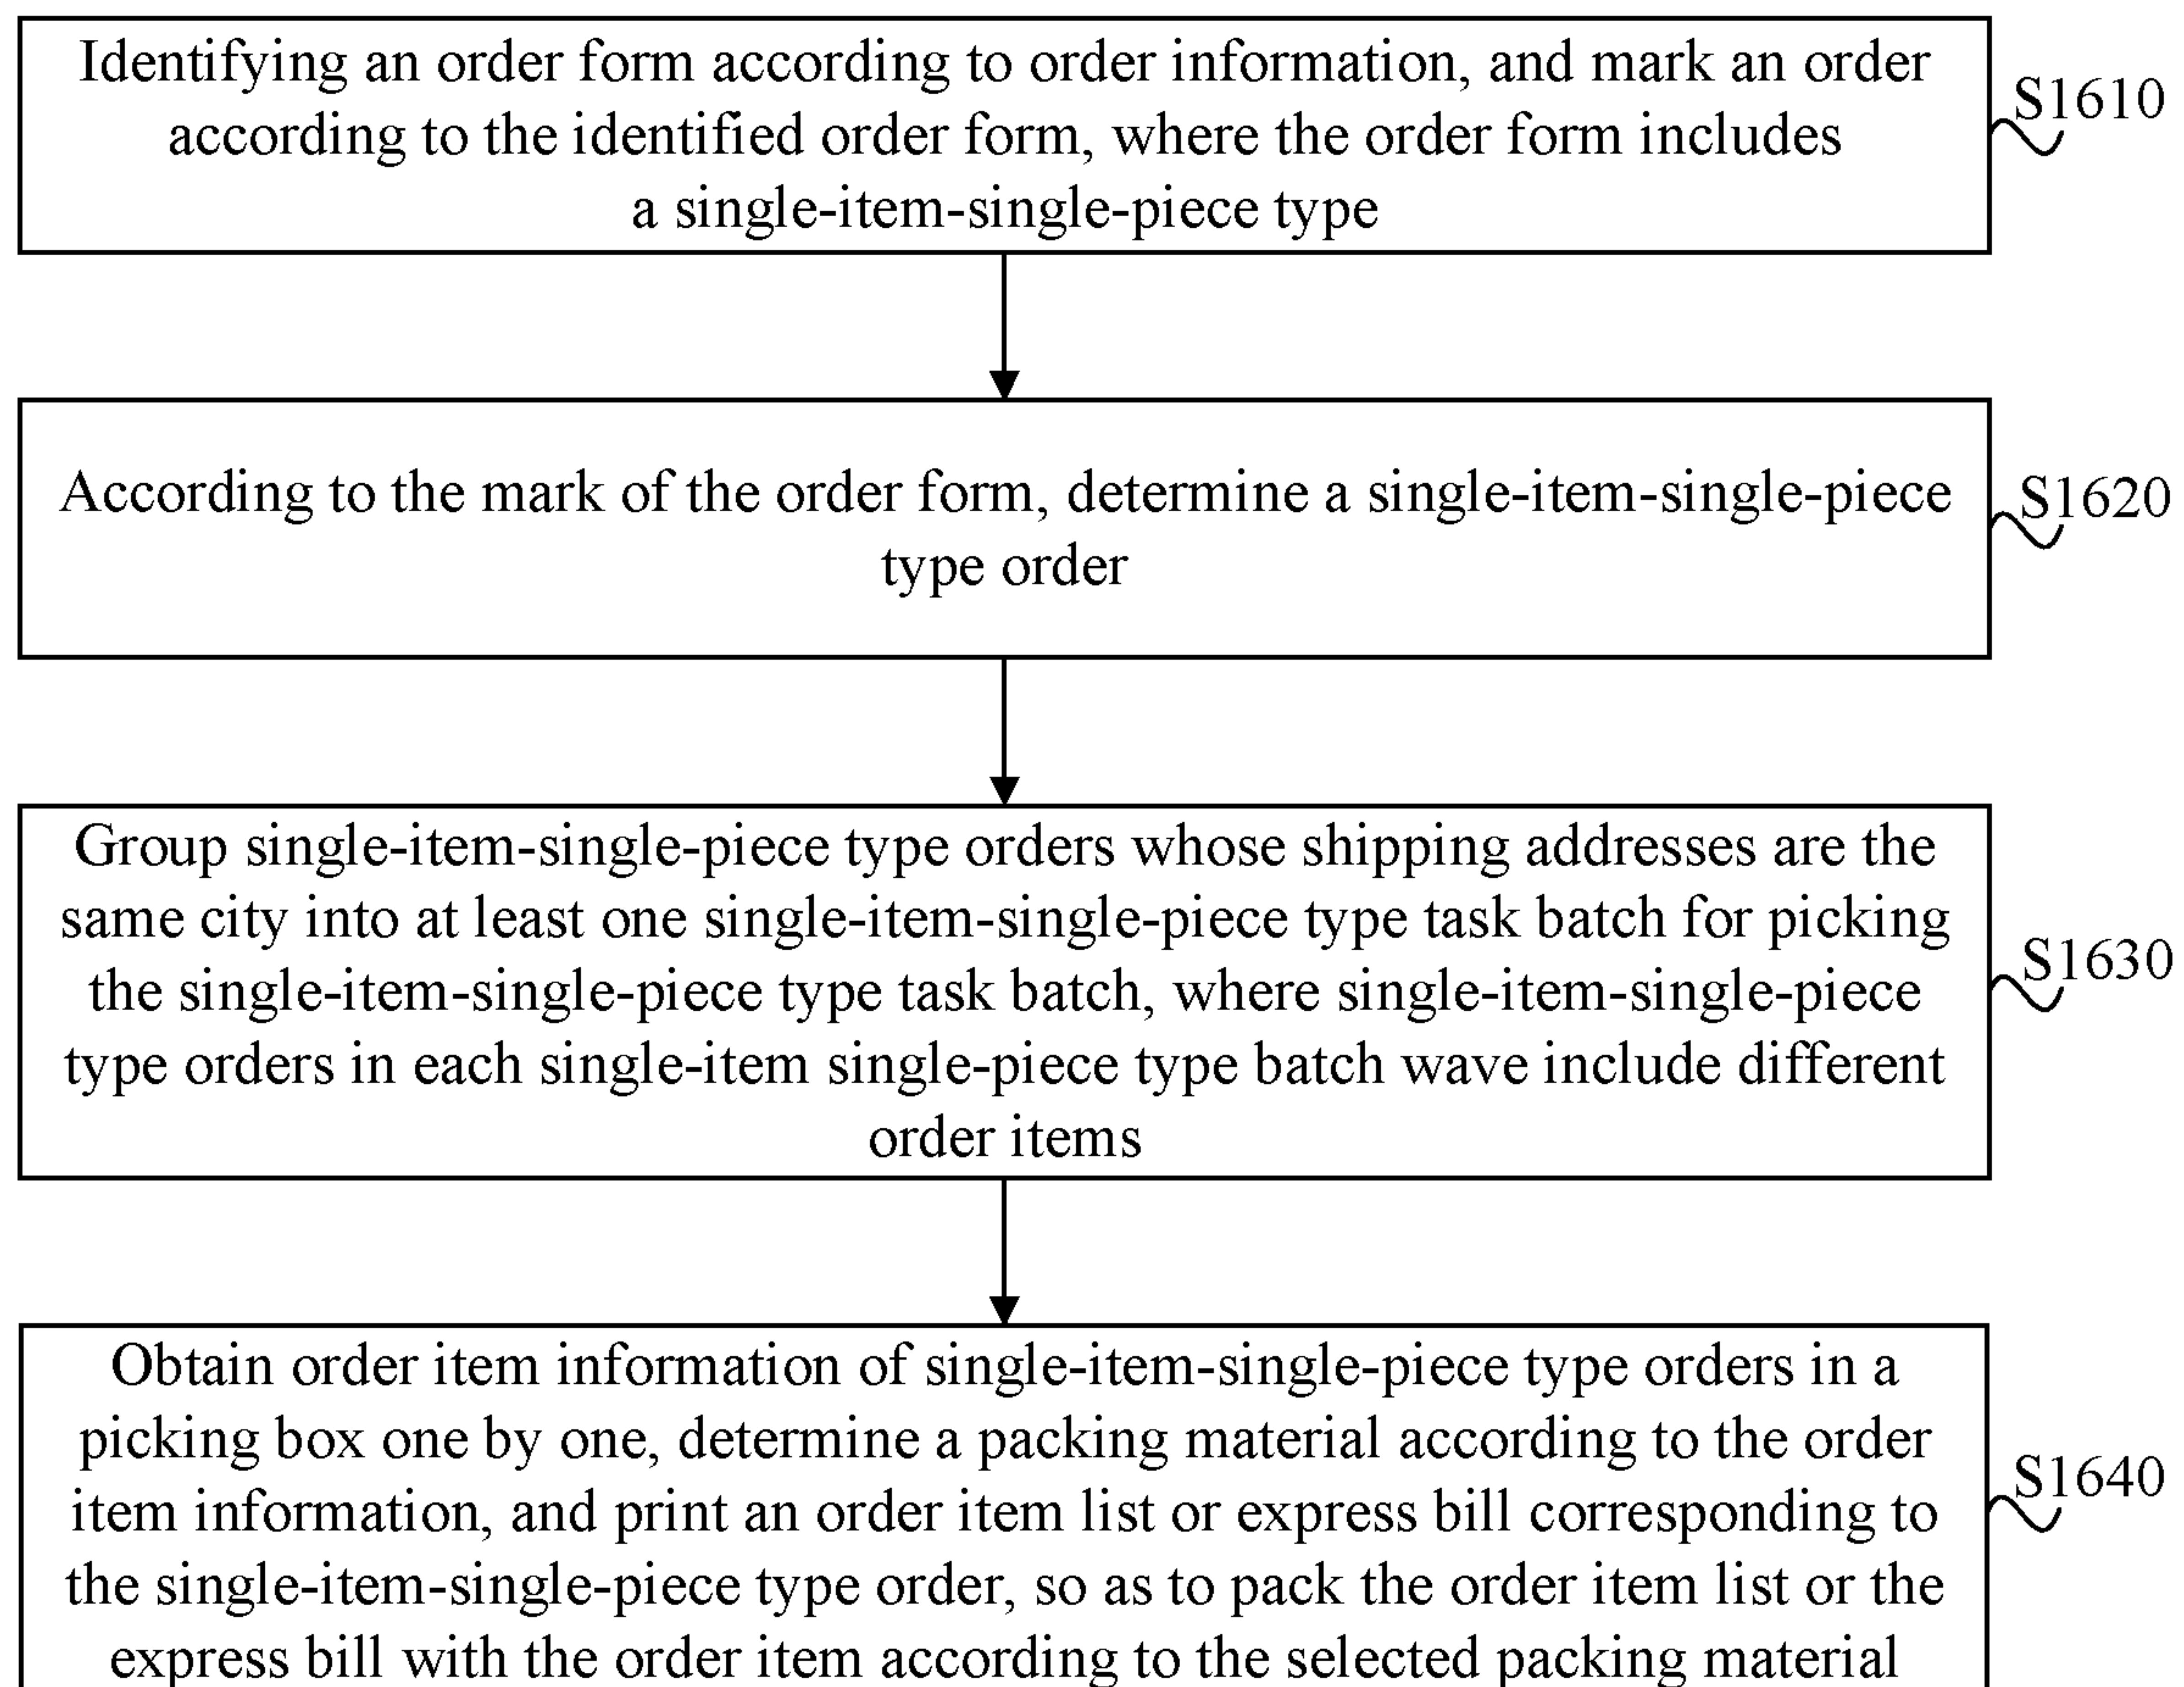 Identifying an order form according to order information, and mark an order
according to the identified order form, where the order form includes
a single-item-single-piece type
S1610
According to the mark of the order form, determine a single-item-single-piece
type order
S1620
Group single-item-single-piece type orders whose shipping addresses are the
same city into at least one single-item-single-piece type task batch for picking
the single-item-single-piece type task batch, where single-item-single-piece
type orders in each single-item single-piece type batch wave include different
order items
S1630
Obtain order item information of single-item-single-piece type orders in a
picking box one by one, determine a packing material according to the order
item information, and print an order item list or express bill corresponding to
the single-item-single-piece type order, so as to pack the order item list or the
express bill with the order item according to the selected packing material
S1640